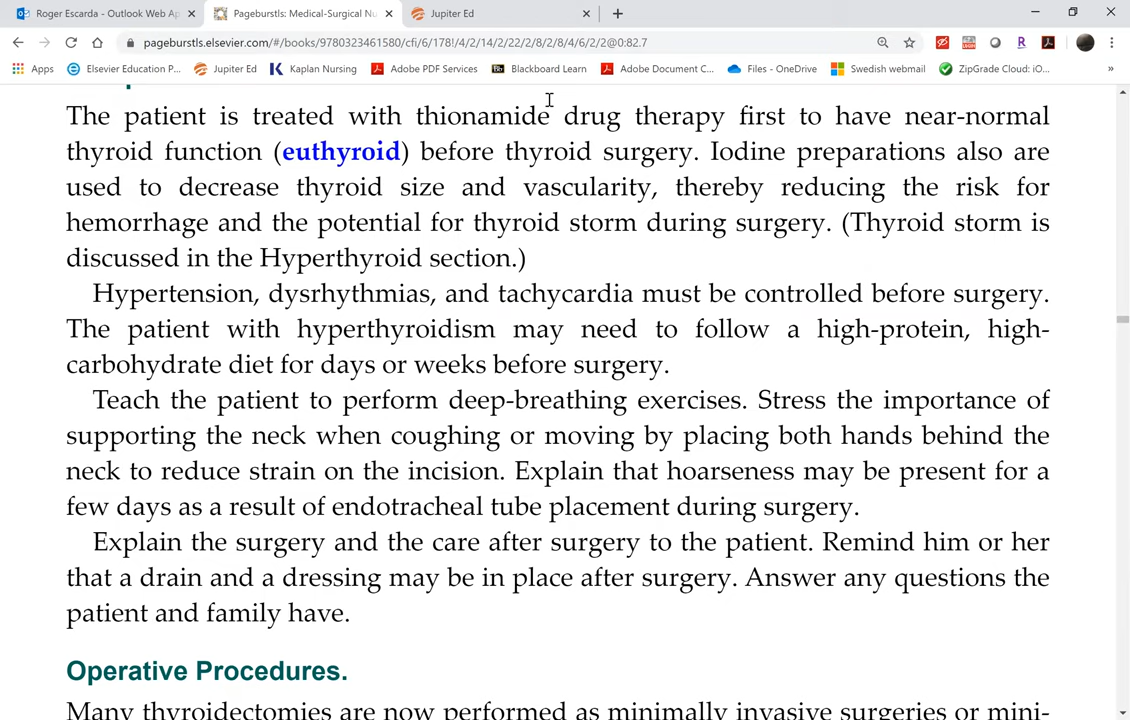 Roger Escarda - Outlook Web Ap
Pageburstls: Medical-Surgical Nu
Jupiter Ed
pageburstls.elsevier.com/#/books/9780323461580/cfi/6/178!/4/2/14/2/22/2/8/2/8/4/6/2/2@0:82.7
Apps
Elsevier Education P...
Jupiter Ed
Kaplan Nursing
Adobe PDF Services
Blackboard Learn
Adobe Document C...
Files - OneDrive
Swedish webmail
ZipGrade Cloud: iO...
»
The patient is treated with thionamide drug therapy first to have near-normal
thyroid function (euthyroid) before thyroid surgery. Iodine preparations also are
used to decrease thyroid size and vascularity, thereby reducing the risk for
hemorrhage and the potential for thyroid storm during surgery. (Thyroid storm is
discussed in the Hyperthyroid section.)
Hypertension, dysrhythmias, and tachycardia must be controlled before surgery.
The patient with hyperthyroidism may need to follow a high-protein, high-
carbohydrate diet for days or weeks before surgery.
Teach the patient to perform deep-breathing exercises. Stress the importance of
supporting the neck when coughing or moving by placing both hands behind the
neck to reduce strain on the incision. Explain that hoarseness may be present for a
few days as a result of endotracheal tube placement during surgery.
Explain the surgery and the care after surgery to the patient. Remind him or her
that a drain and a dressing may be in place after surgery. Answer any questions the
patient and family have.
Operative Procedures.
Many thyroidectomies are now performed as minimally invasive surgeries or mini-